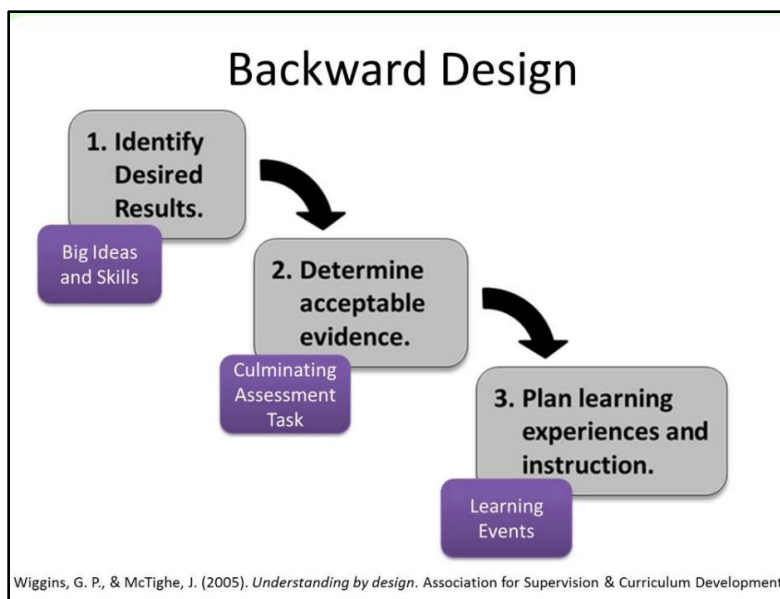 Backward Design
1. Identify
Desired
Results.
Big Ideas
and Skills
2. Determine
acceptable
evidence.
Culminating
Assessment
Task
3. Plan learning
experiences and
instruction.
Learning
Events
Wiggins, G. P., & McTighe, J. (2005). Understanding by design. Association for Supervision & Curriculum Development